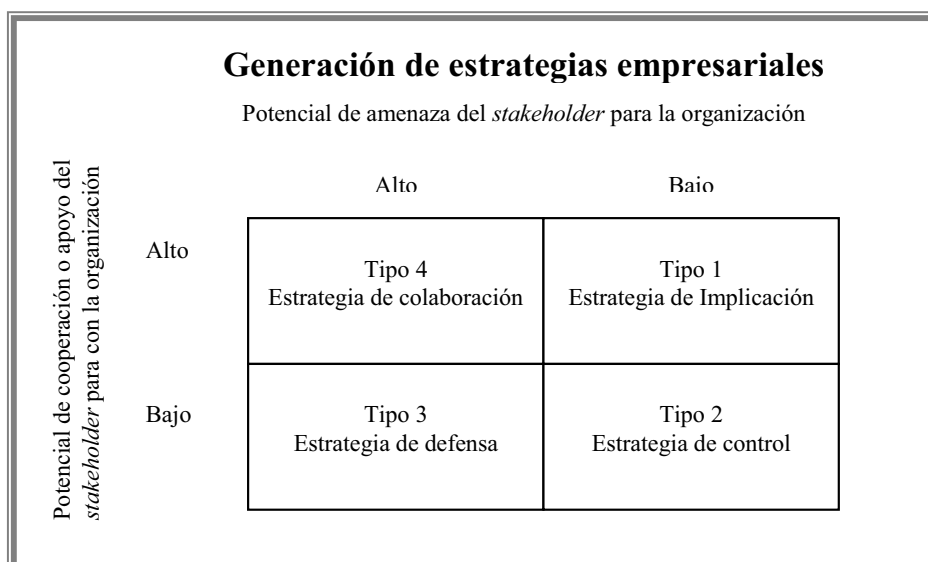 Generación de estrategias empresariales
Potencial de amenaza del stakeholder para la organización
Potencial de cooperación o apoyo del
stakeholder para con la organización
Alto
Bajo
Alto
Tipo 4
Estrategia de colaboración
Tipo 1
Estrategia de Implicación
Bajo
Tipo 3
Estrategia de defensa
Tipo 2
Estrategia de control